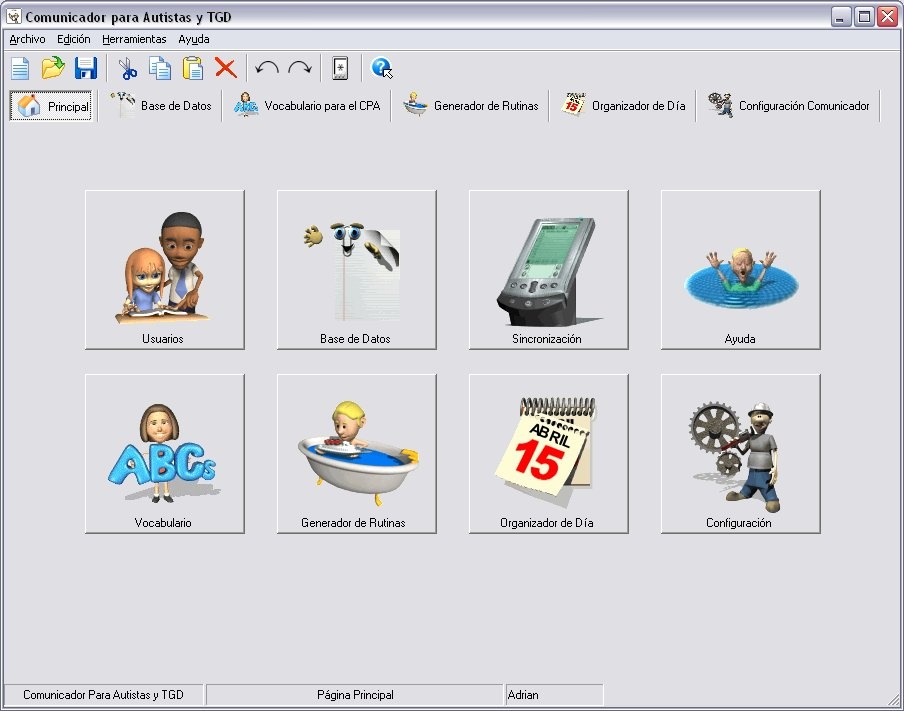 Comunicador para Autistas y TGD
Archivo Edición Herramientas Ayuda
Principal Base de Datos Vocabulario para el CPA Generador de Rutinas Organizador de Día Configuración Comunicador
Usuarios Base de Datos Sincronización Ayuda
ABCs
ABRIL
15
Vocabulario Generador de Rutinas Organizador de Día Configuración
Comunicador Para Autistas y TGD Página Principal Adrian